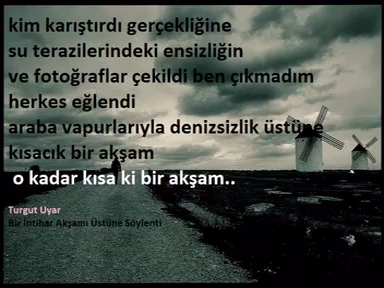 kim karıştırdı gerçekliğine
su terazilerindeki ensizliğin
ve fotoğraflar çekildi ben çıkmadım
herkes eğlendi
araba vapurlarıyla denizsizlik üstüne
kısacık bir akşam
o kadar kısa ki bir akşam..
Turgut Uyar
Bir İntihar Akşamı Üstüne Söylenti